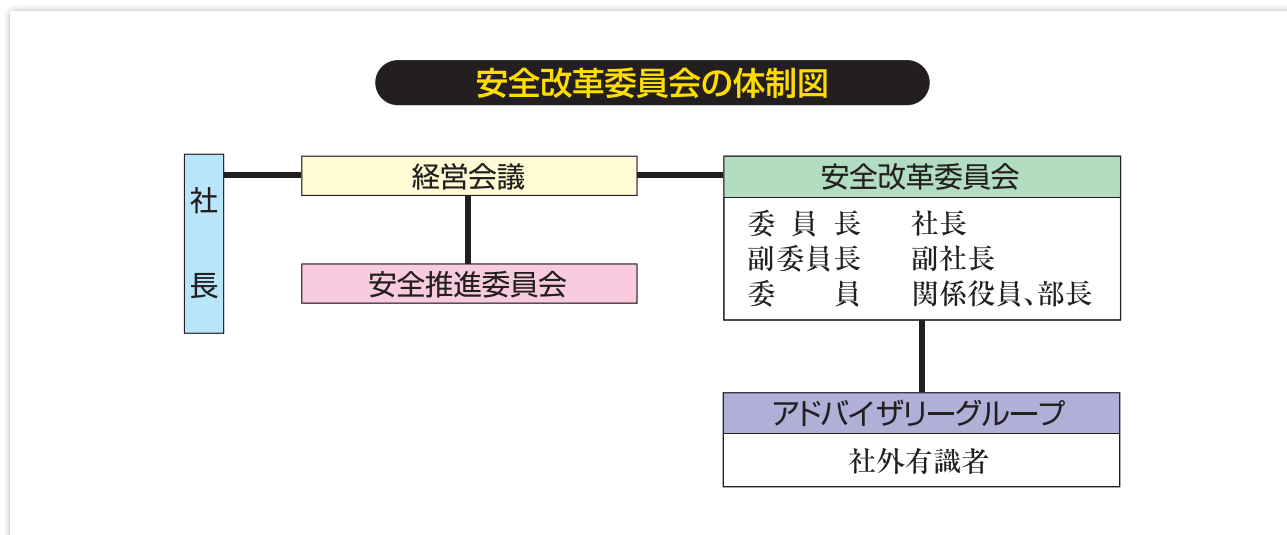 安全改革委員会の体制図
社長
経営会議
安全推進委員会
安全改革委員会
委員長 社長
副委員長 副社長
委員 関係役員、部長
アドバイザリーグループ
社外有識者